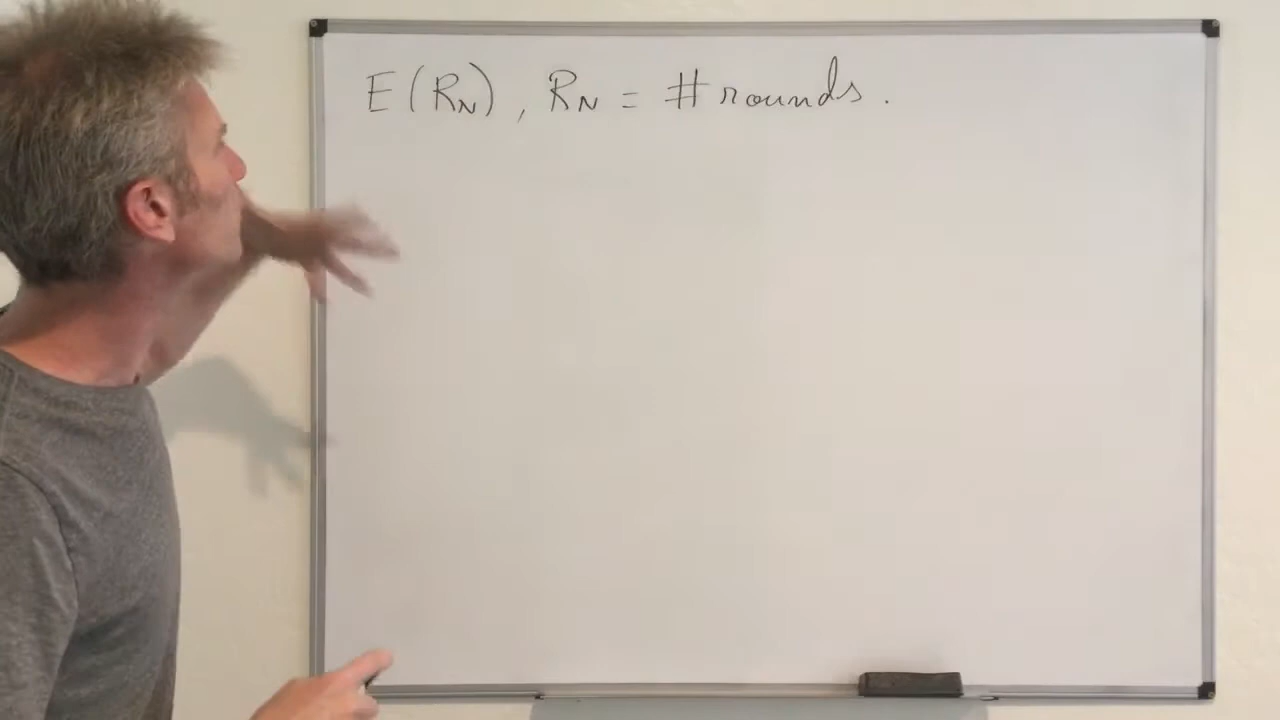 E(R_N), R_N = # rounds.